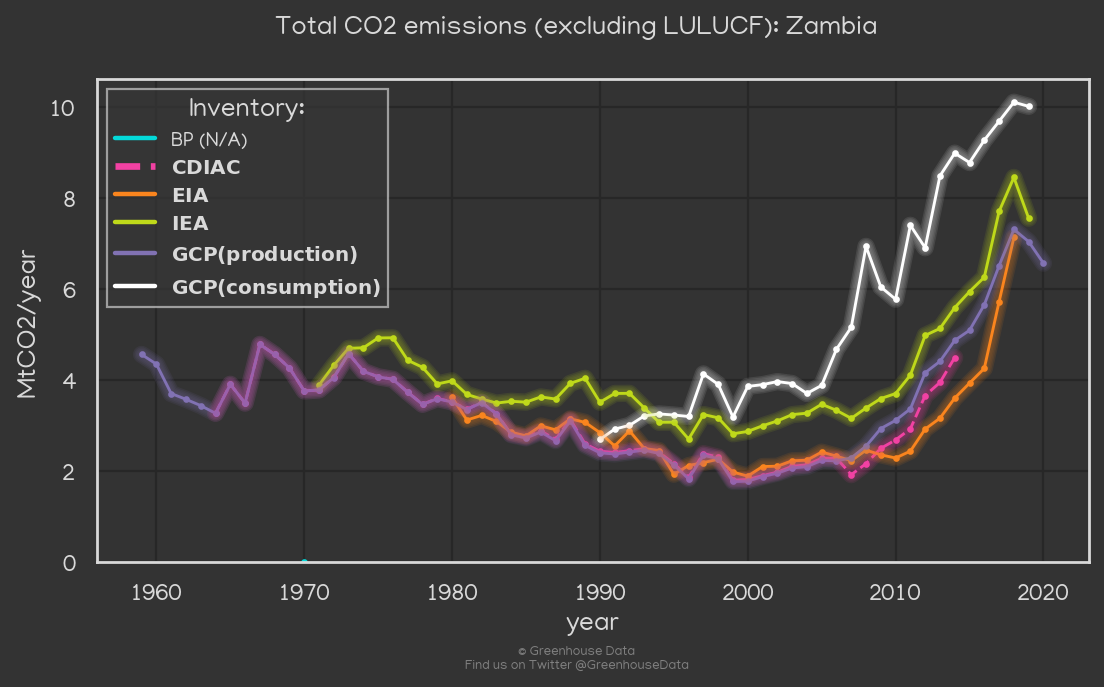 Total CO2 emissions (excluding LULUCF): Zambia
Inventory:
BP (N/A)
CDIAC
EIA
IEA
GCP(production)
GCP(consumption)
MtCO2/year
10
8
6
4
2
0
1960 1970 1980 1990 2000 2010 2020
year
© Greenhouse Data
Find us on Twitter @GreenhouseData